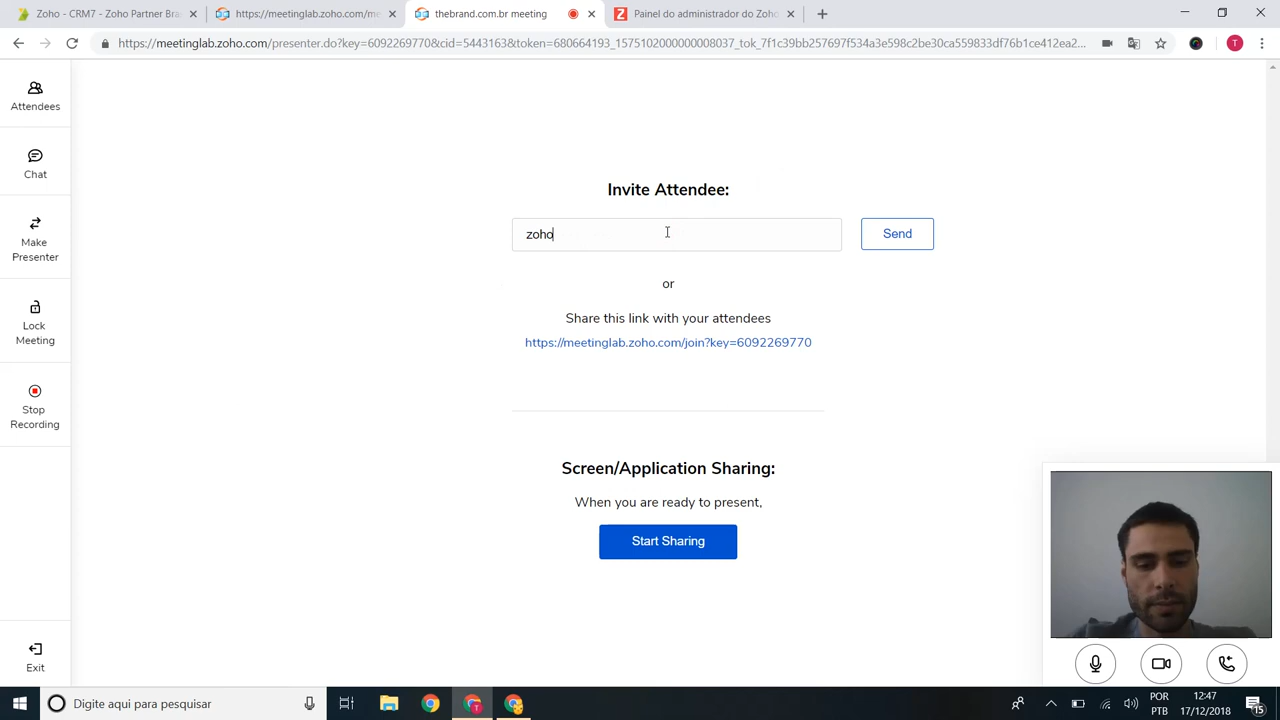 Zoho - CRM7 - Zoho Partner Bra
https://meetinglab.zoho.com/me
thebrand.com.br meeting
Painel do administrador do Zoho
https://meetinglab.zoho.com/presenter.do?key=6092269770&cid=5443163&token=680664193_1575102000000008037_tok_7f1c39bb257697f534a3e598c2be30ca559833df76b1ce412ea2...
T
Attendees
Chat
Make
Presenter
Lock
Meeting
Stop
Recording
Exit
Invite Attendee:
zoho
Send
or
Share this link with your attendees
https://meetinglab.zoho.com/join?key=6092269770
Screen/Application Sharing:
When you are ready to present,
Start Sharing
Digite aqui para pesquisar
POR
PTB
12:47
17/12/2018
15